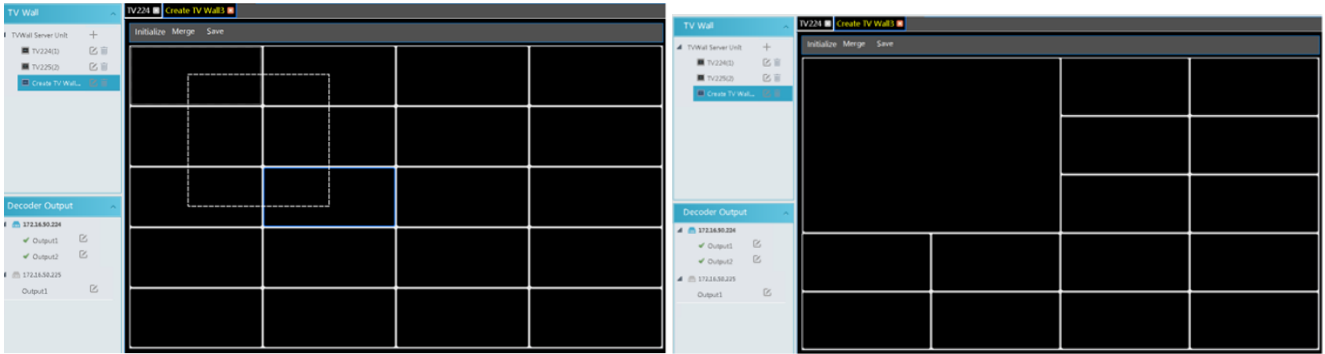 TV Wall
TVWall Server Unit
TV224(1)
TV225(2)
Create TV Wal...
Decoder Output
172.16.50.224
Output1
Output2
172.16.50.225
Output1
TV224 Create TV Wall3
Initialize Merge Save
TV Wall
TVWall Server Unit
TV224(1)
TV225(2)
Create TV Wal...
Decoder Output
172.16.50.224
Output1
Output2
172.16.50.225
Output1
TV224 Create TV Wall3
Initialize Merge Save